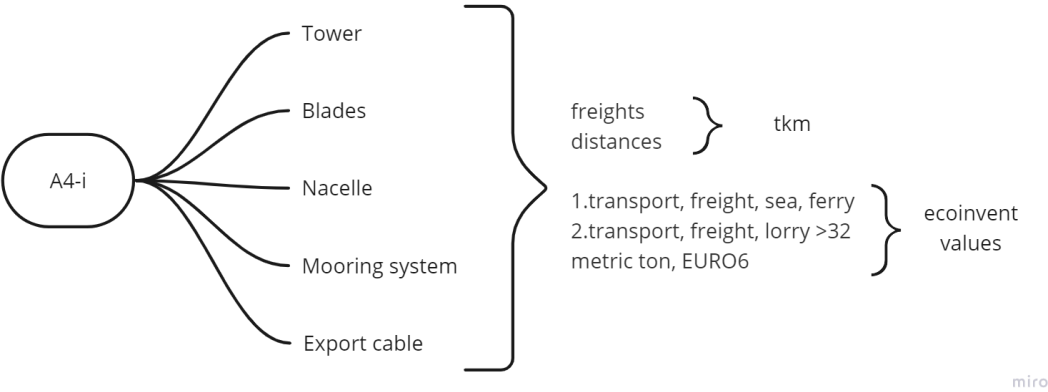 A4-i
Tower
Blades
Nacelle
Mooring system
Export cable
freights
distances
tkm
1.transport, freight, sea, ferry
2.transport, freight, lorry >32
metric ton, EURO6
ecoinvent
values
miro